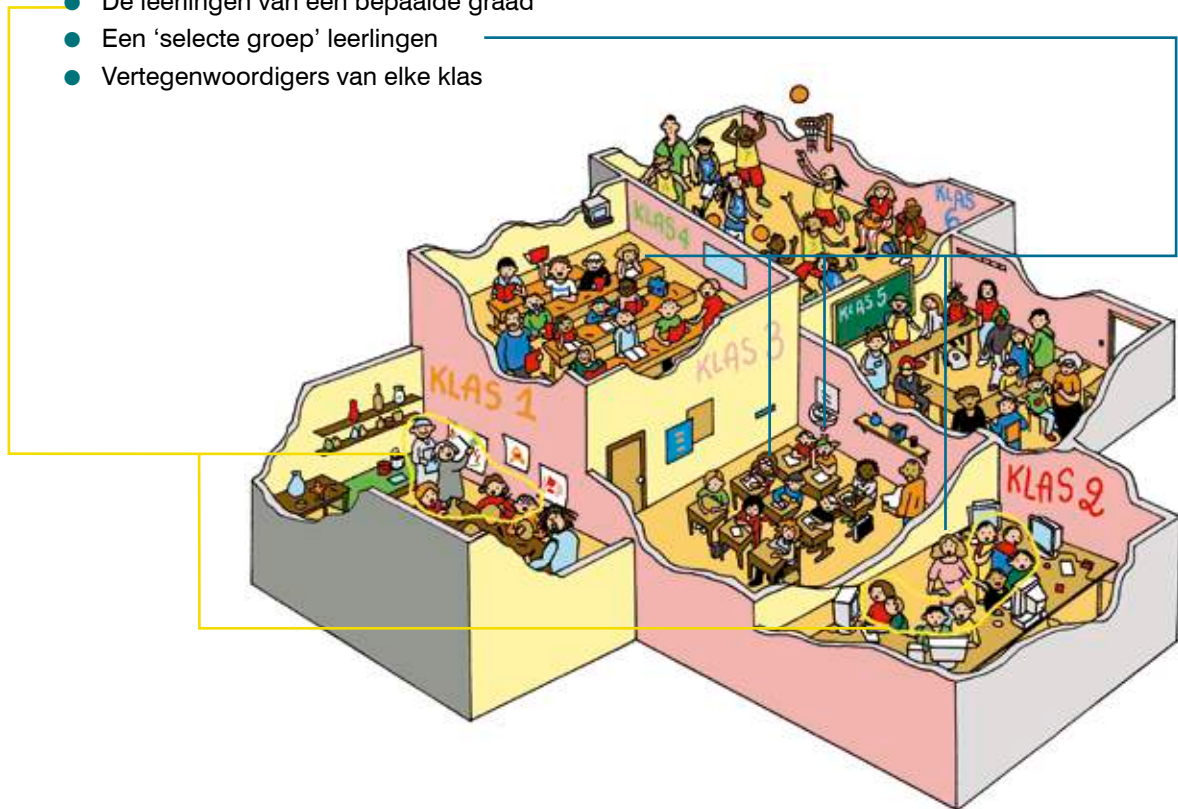 De leerlingen van een bepaalde graad
Een ‘selecte groep’ leerlingen
Vertegenwoordigers van elke klas
KLAS
6
KLAS 4
KLAS 5
KLAS 3
KLAS 1
KLAS 2